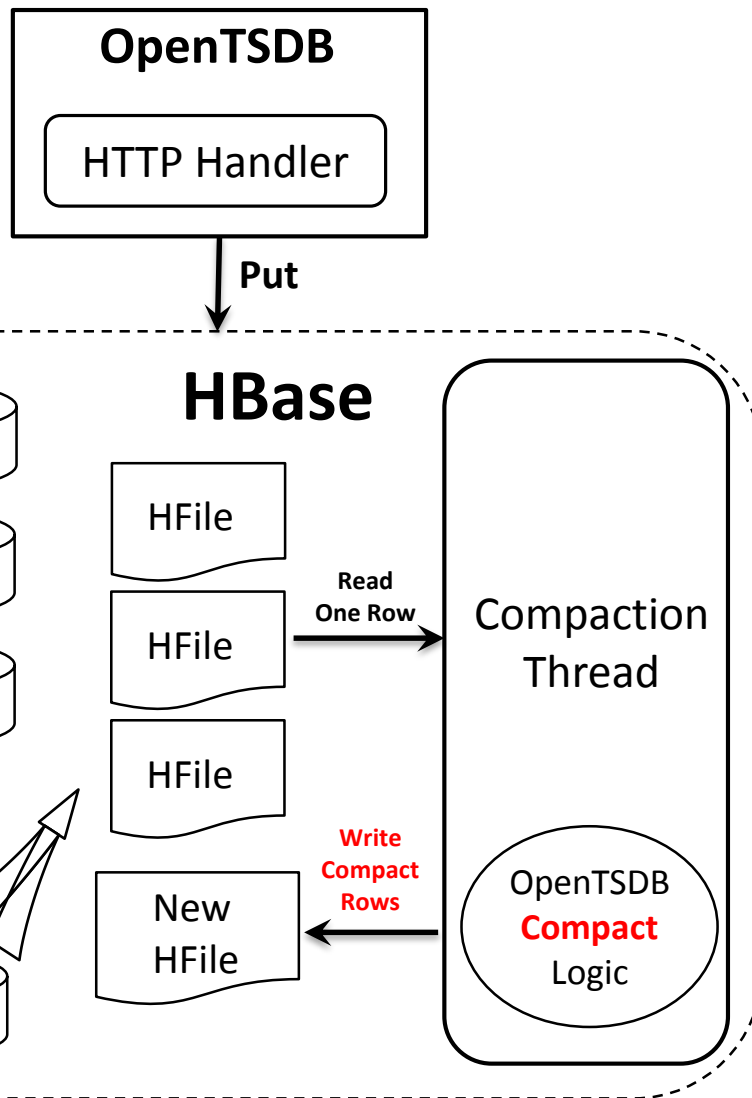 OpenTSDB
HTTP Handler
Put
HBase
HFile
Read
One Row
HFile
Compaction
Thread
HFile
Write
Compact
Rows
New
HFile
OpenTSDB
Compact
Logic